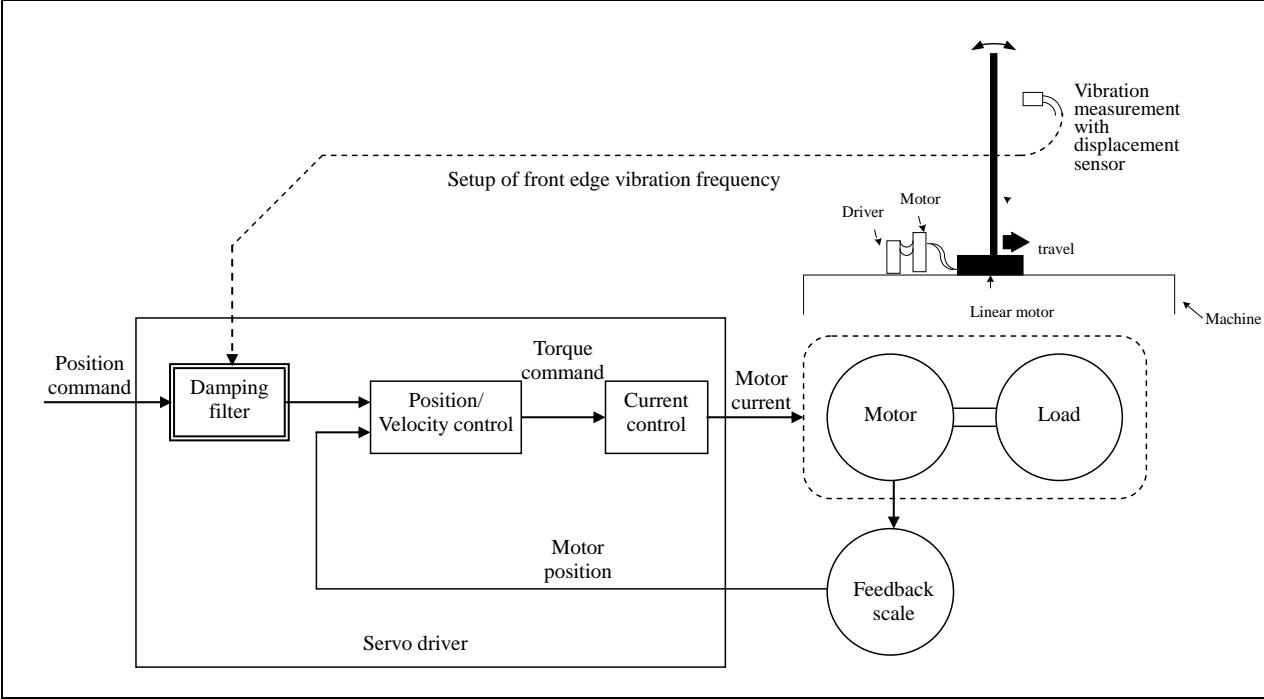 Vibration
measurement
with
displacement
sensor
Setup of front edge vibration frequency
Motor
Driver
travel
Linear motor
Machine
Position
command
Damping
filter
Position/
Velocity control
Torque
command
Current
control
Motor
current
Motor
Load
Motor
position
Feedback
scale
Servo driver